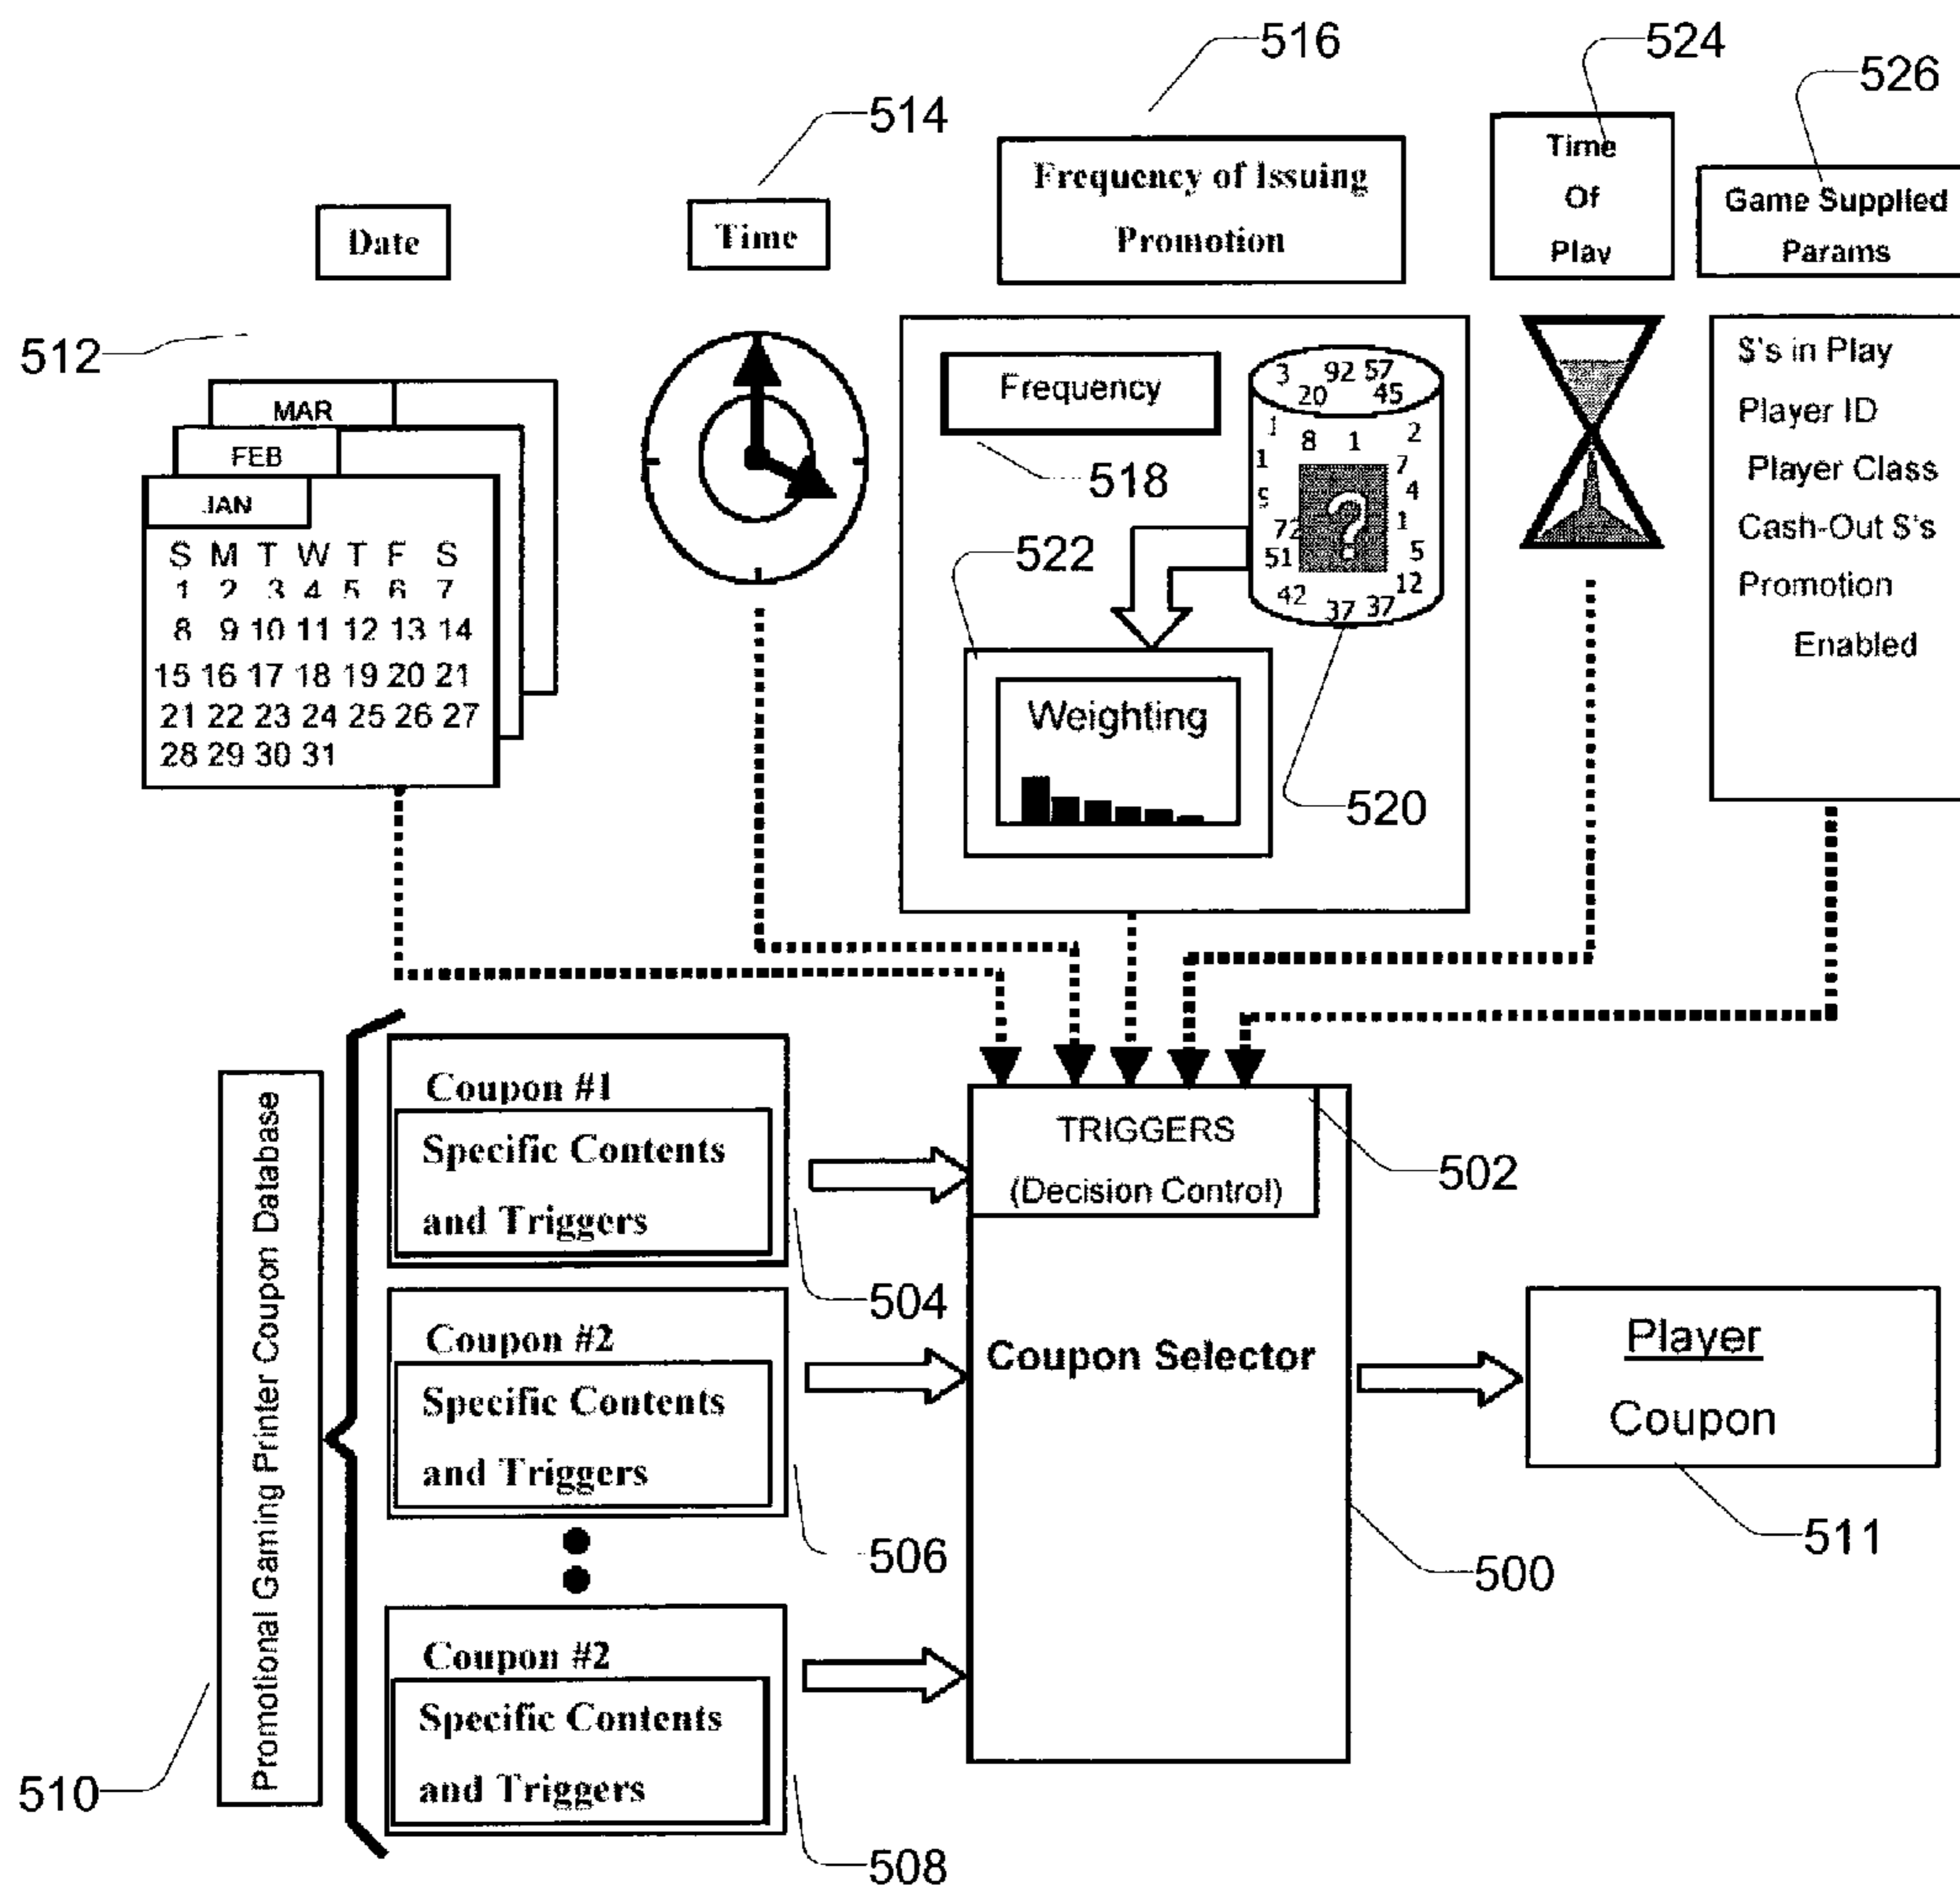 516
524
526
514
Date
Time
Frequency of Issuing
Promotion
Time
Of
Play
Game Supplied
Params
512
MAR
FEB
JAN
S M T W T F S
1 2 3 4 5 6 7
8 9 10 11 12 13 14
15 16 17 18 19 20 21
21 22 23 24 25 26 27
28 29 30 31
Frequency
518
3 92 57
20 45
1 8 1 2
1 7
9 4
72 ? 1
51 5
42 37 37 12
522
Weighting
520
$'s in Play
Player ID
Player Class
Cash-Out $'s
Promotion
Enabled
Promotional Gaming Printer Coupon Database
510
Coupon #1
Specific Contents
and Triggers
504
Coupon #2
Specific Contents
and Triggers
506
Coupon #2
Specific Contents
and Triggers
508
TRIGGERS
(Decision Control)
502
Coupon Selector
500
Player
Coupon
511